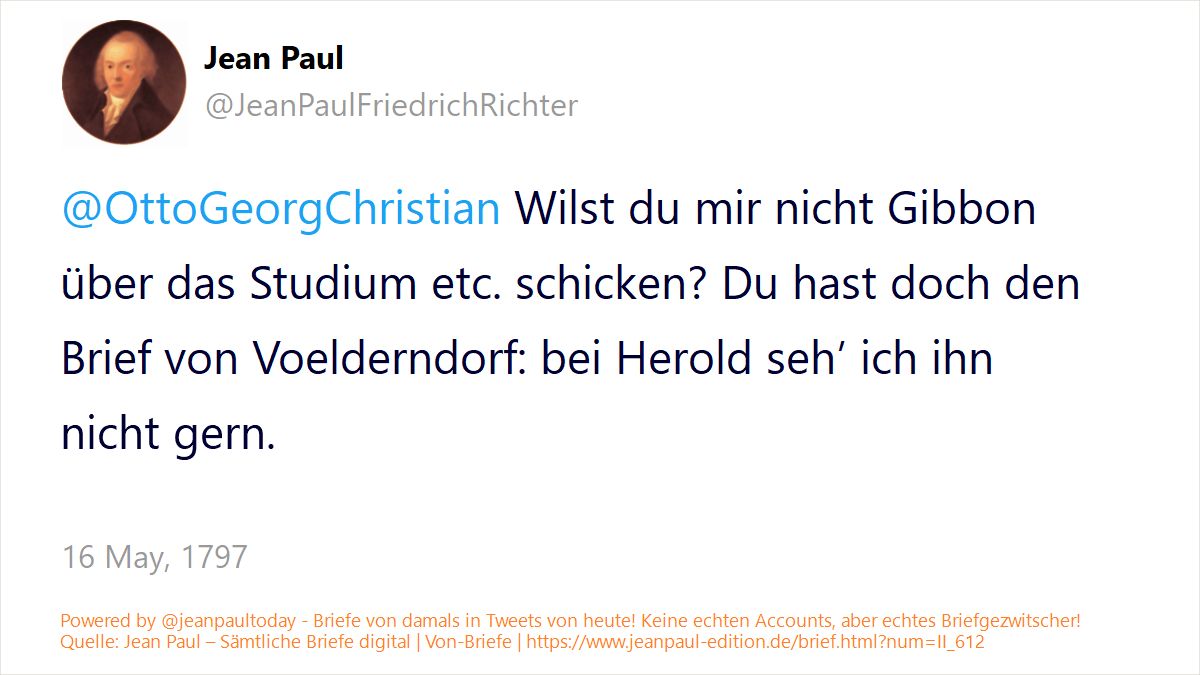 Jean Paul
@JeanPaulFriedrichRichter
@OttoGeorgChristian Wilst du mir nicht Gibbon
über das Studium etc. schicken? Du hast doch den
Brief von Voelderndorf: bei Herold seh’ ich ihn
nicht gern.
16 May, 1797
Powered by @jeanpaultoday - Briefe von damals in Tweets von heute! Keine echten Accounts, aber echtes Briefgezwitscher!
Quelle: Jean Paul – Sämtliche Briefe digital | Von-Briefe | https://www.jeanpaul-edition.de/brief.html?num=II_612